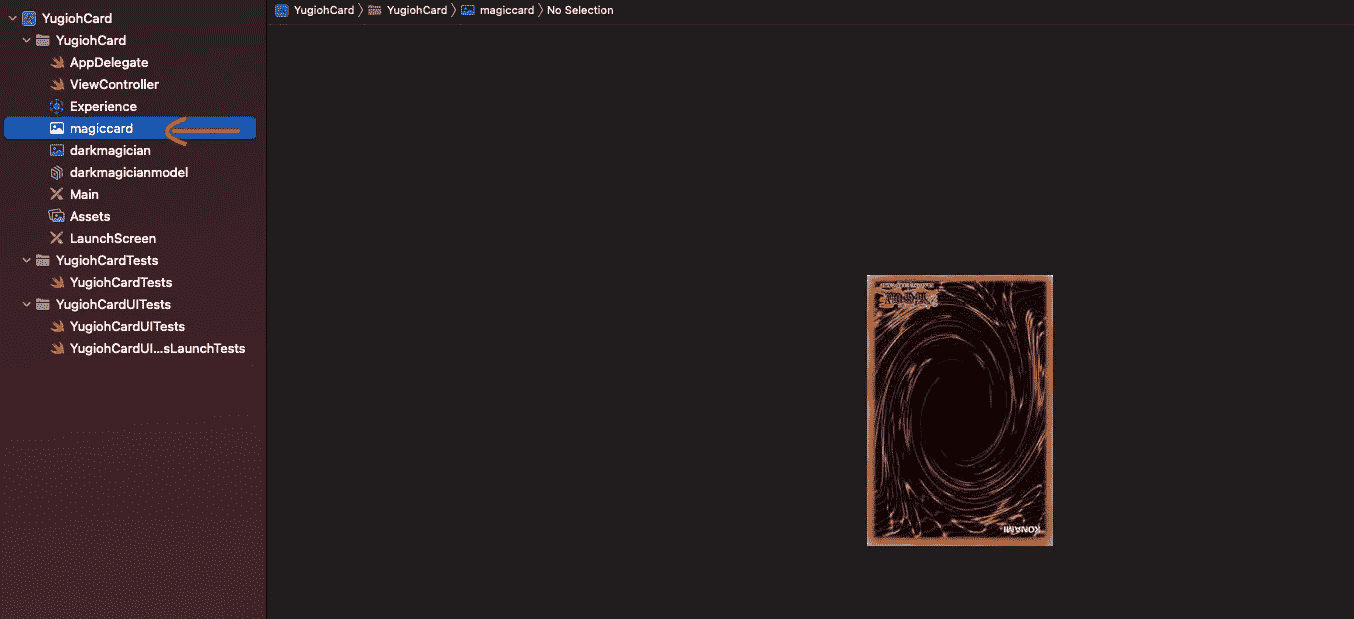 YugiohCard
YugiohCard
AppDelegate
ViewController
Experience
magiccard
darkmagician
darkmagicianmodel
Main
Assets
LaunchScreen
YugiohCardTests
YugiohCardTests
YugiohCardUITests
YugiohCardUITests
YugiohCardUI...sLaunchTests
YugiohCard 〉 YugiohCard 〉 magiccard 〉 No Selection
KONAMI